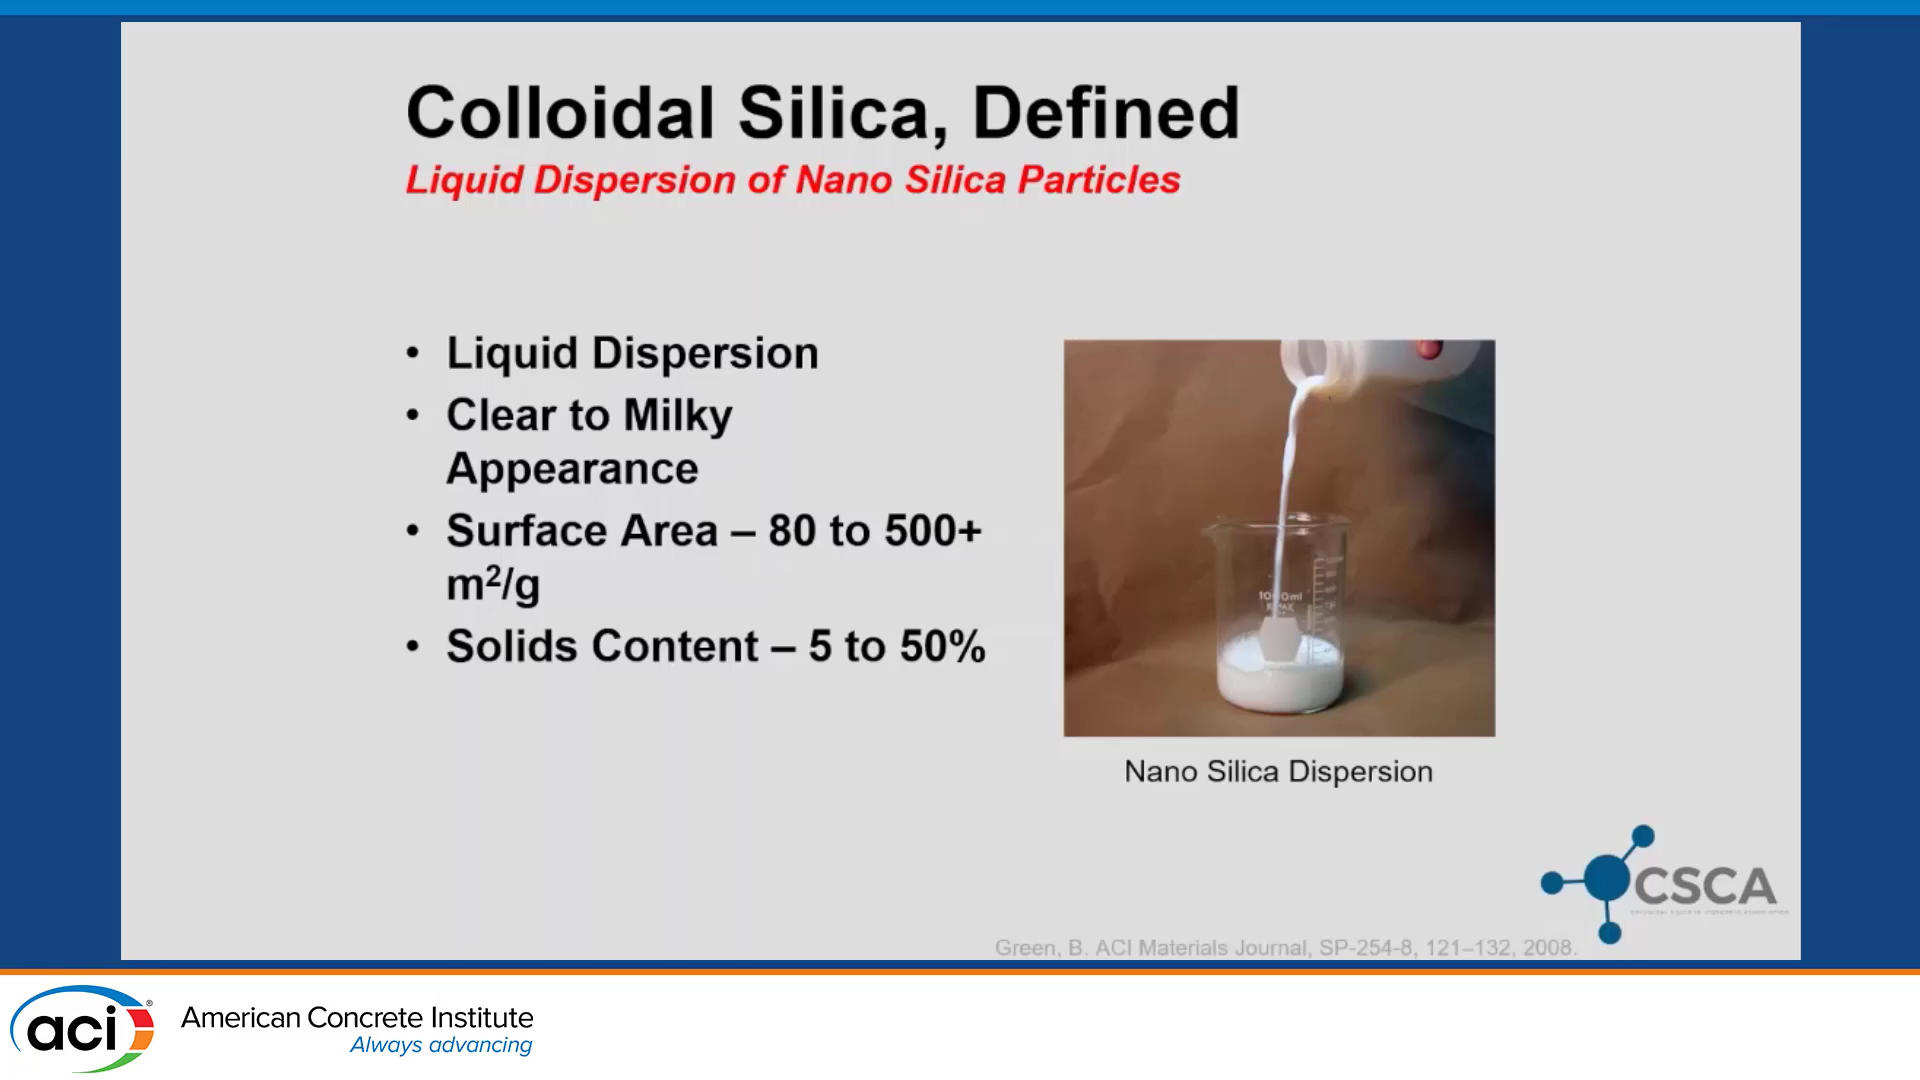 Colloidal Silica, Defined
Liquid Dispersion of Nano Silica Particles
• Liquid Dispersion
• Clear to Milky
Appearance
• Surface Area – 80 to 500+
m²/g
• Solids Content – 5 to 50%
Nano Silica Dispersion
CSCA
Green, B. ACI Materials Journal, SP-254-8, 121–132, 2008.
aci®
American Concrete Institute
Always advancing